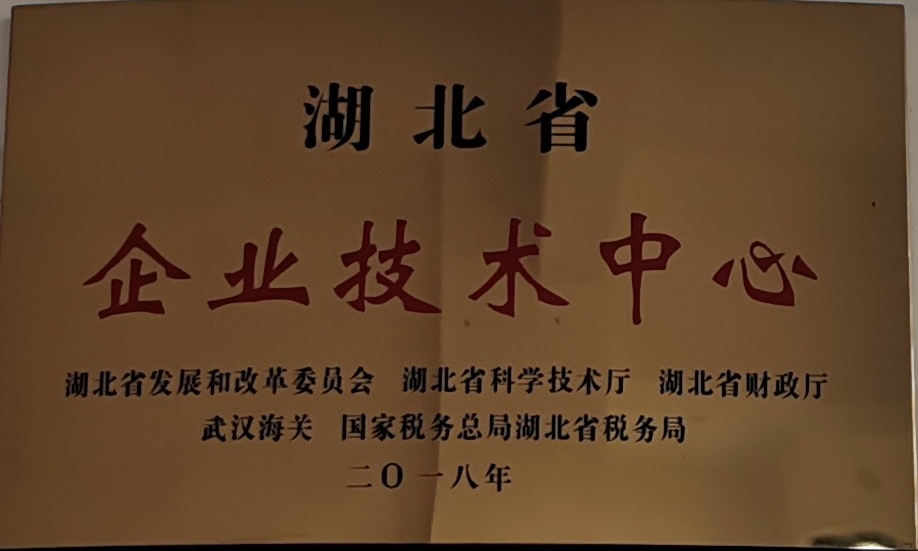 湖北省
企业技术中心
湖北省发展和改革委员会 湖北省科学技术厅 湖北省财政厅
武汉海关 国家税务总局湖北省税务局
二〇一八年